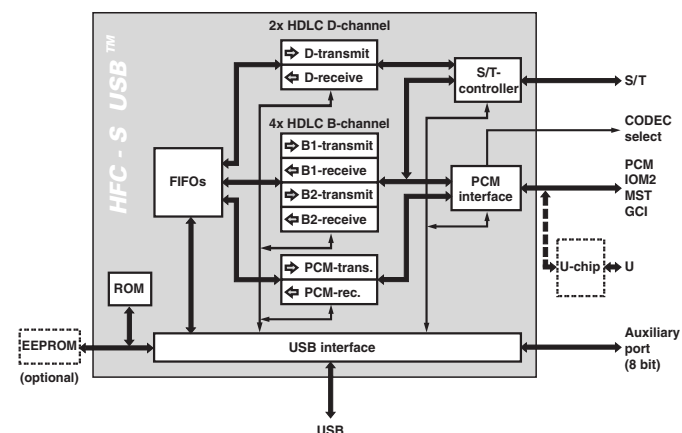 2x HDLC D-channel
HFC - S USB™
D-transmit
D-receive
S/T-
controller
S/T
4x HDLC B-channel
CODEC
select
B1-transmit
B1-receive
B2-transmit
B2-receive
FIFOs
PCM
interface
PCM
IOM2
MST
GCI
U-chip
U
PCM-trans.
PCM-rec.
ROM
EEPROM
(optional)
USB interface
Auxiliary
port
(8 bit)
USB